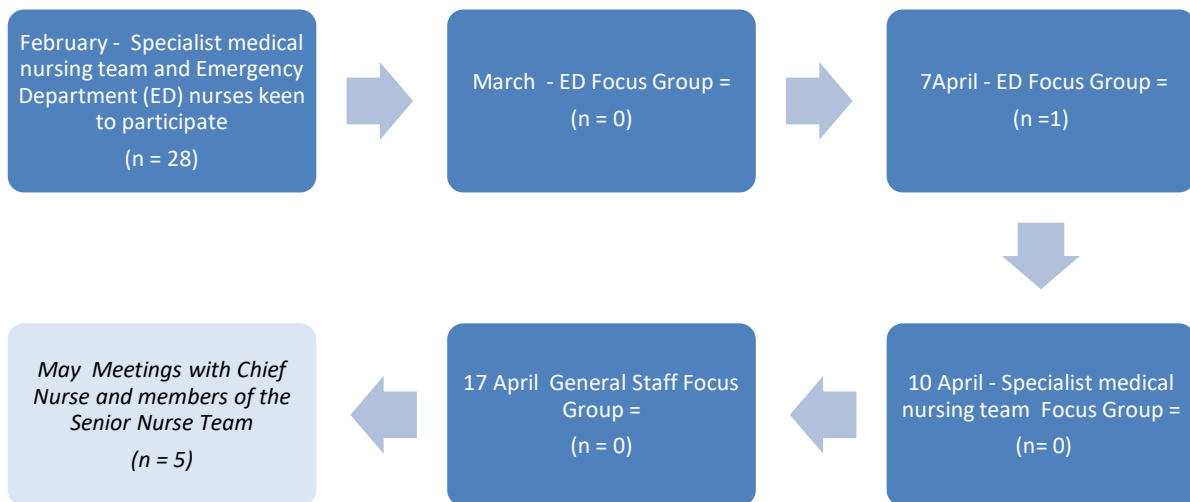 February - Specialist medical
nursing team and Emergency
Department (ED) nurses keen
to participate
(n = 28)
March - ED Focus Group =
(n = 0)
7April - ED Focus Group =
(n =1)
10 April - Specialist medical
nursing team Focus Group =
(n= 0)
17 April General Staff Focus
Group =
(n = 0)
May Meetings with Chief
Nurse and members of the
Senior Nurse Team
(n = 5)